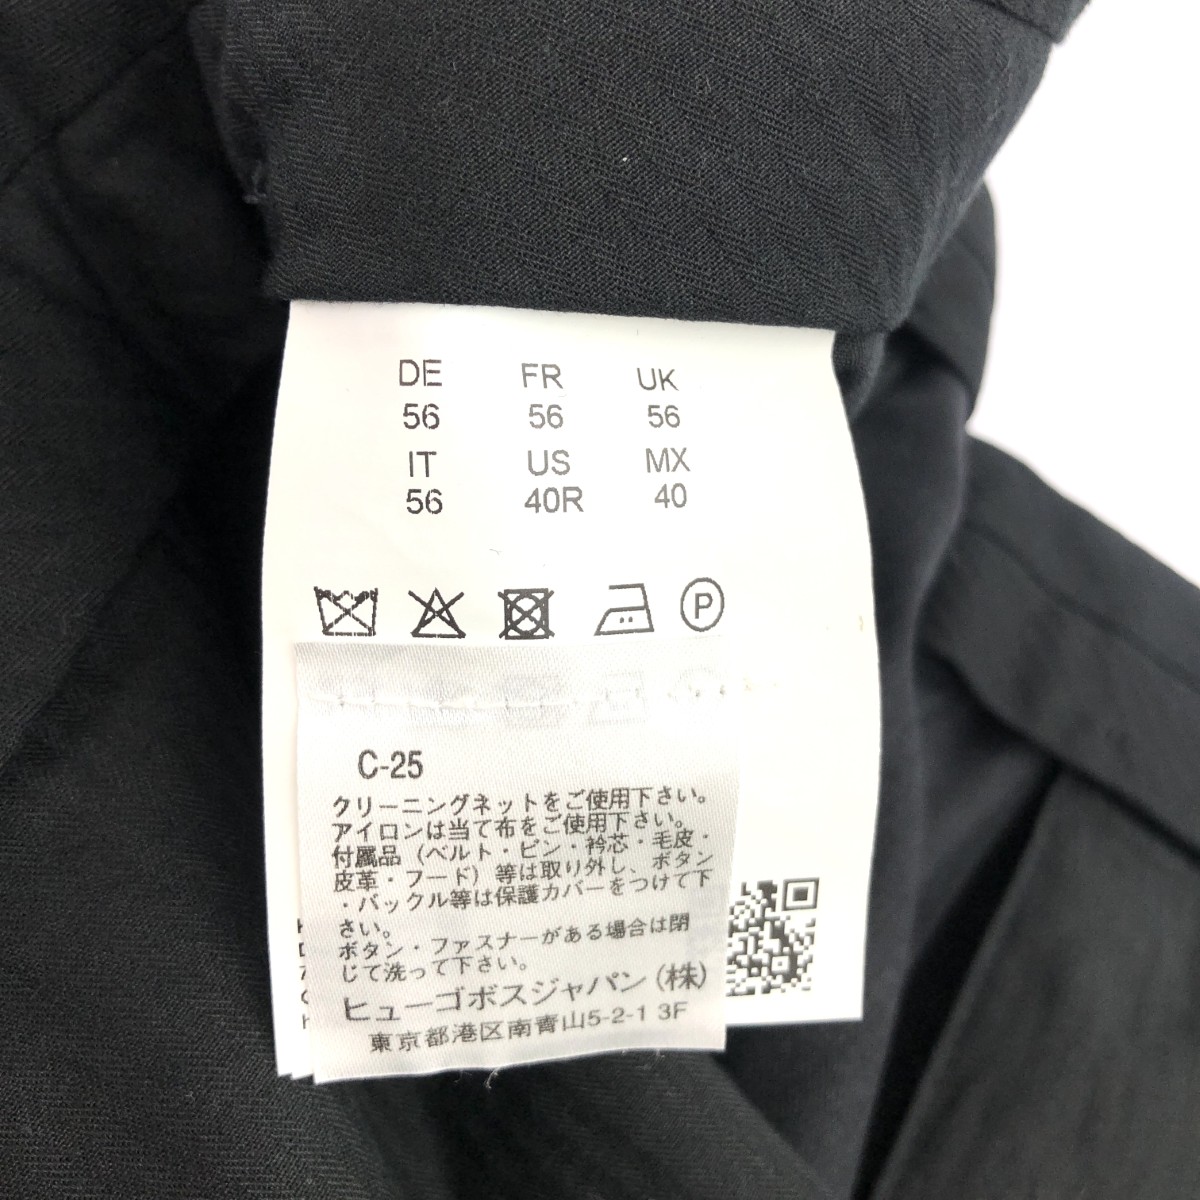 DE FR UK
56 56 56
IT US MX
56 40R 40
P
C-25
クリーニングネットをご使用下さい。
アイロンは当て布をご使用下さい。
付属品（ベルト・ピン・衿芯・毛皮・
皮革・フード）等は取り外し、ボタン
・バックル等は保護カバーをつけて下
さい。
ボタン・ファスナーがある場合は閉
じて洗って下さい。
ヒューゴボスジャパン(株)
東京都港区南青山5-2-1 3F